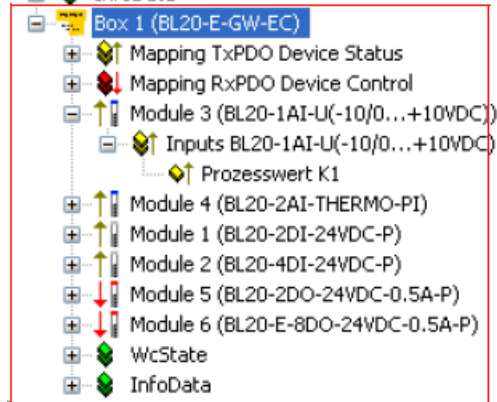 Box 1 (BL20-E-GW-EC)
Mapping TxPDO Device Status
Mapping RxPDO Device Control
Module 3 (BL20-1AI-U(-10/0...+10VDC))
Inputs BL20-1AI-U(-10/0...+10VDC)
Prozesswert K1
Module 4 (BL20-2AI-THERMO-PI)
Module 1 (BL20-2DI-24VDC-P)
Module 2 (BL20-4DI-24VDC-P)
Module 5 (BL20-2DO-24VDC-0.5A-P)
Module 6 (BL20-E-8DO-24VDC-0.5A-P)
WcState
InfoData